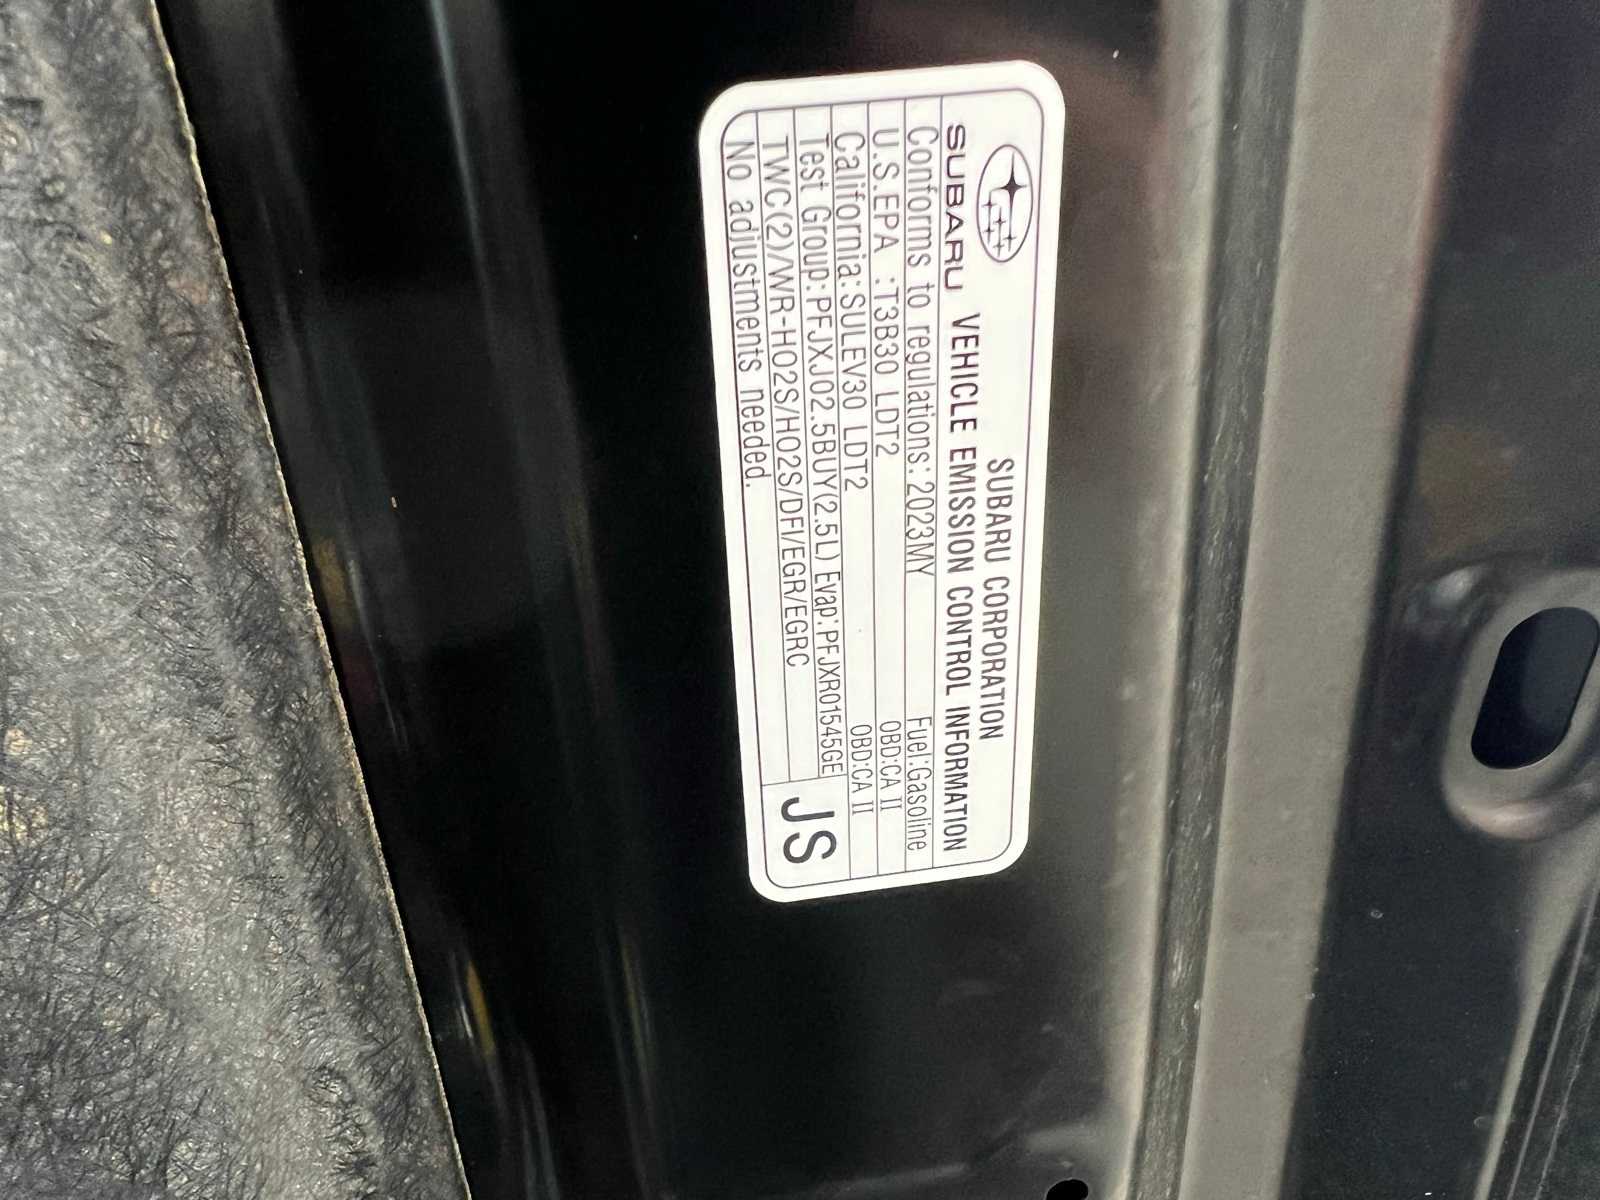 SUBARU CORPORATION
SUBARU VEHICLE EMISSION CONTROL INFORMATION
Conforms to regulations: 2023MY Fuel:Gasoline
U.S.EPA :T3B30 LDT2 OBD:CA II
California:SULEV30 LDT2 OBD:CA II
Test Group:PFJXJ02.5BUY(2.5L) Evap:PFJXR01545GE
TWC(2)/WR-HO2S/HO2S/DFI/EGR/EGRC
No adjustments needed.
JS